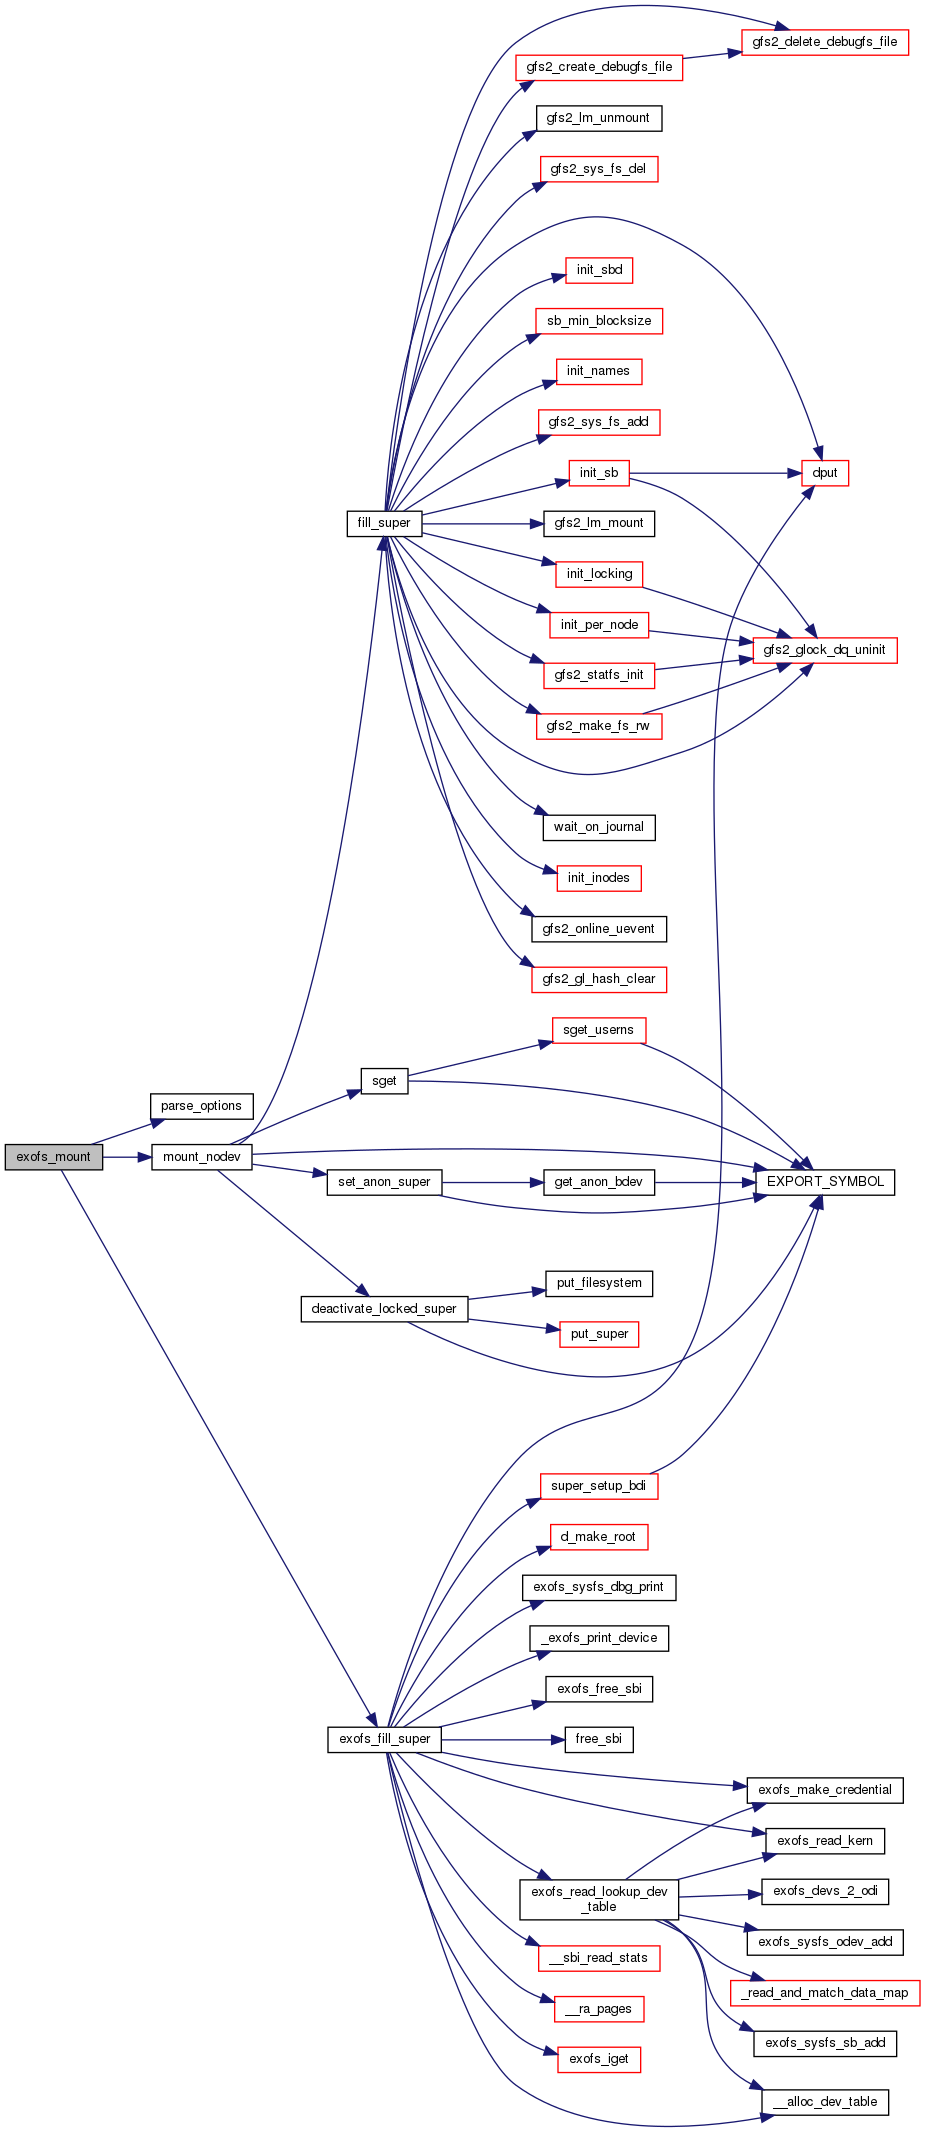 gfs2_delete_debugfs_file
gfs2_create_debugfs_file
gfs2_lm_unmount
gfs2_sys_fs_del
init_sbd
sb_min_blocksize
init_names
gfs2_sys_fs_add
init_sb
dput
fill_super
gfs2_lm_mount
init_locking
init_per_node
gfs2_glock_dq_uninit
gfs2_statfs_init
gfs2_make_fs_rw
wait_on_journal
init_inodes
gfs2_online_uevent
gfs2_gl_hash_clear
sget_userns
sget
parse_options
exofs_mount
mount_nodev
set_anon_super
get_anon_bdev
EXPORT_SYMBOL
put_filesystem
deactivate_locked_super
put_super
super_setup_bdi
d_make_root
exofs_sysfs_dbg_print
_exofs_print_device
exofs_free_sbi
exofs_fill_super
free_sbi
exofs_make_credential
exofs_read_kern
exofs_read_lookup_dev
_table
exofs_devs_2_odi
exofs_sysfs_odev_add
__sbi_read_stats
_read_and_match_data_map
__ra_pages
exofs_sysfs_sb_add
exofs_iget
__alloc_dev_table